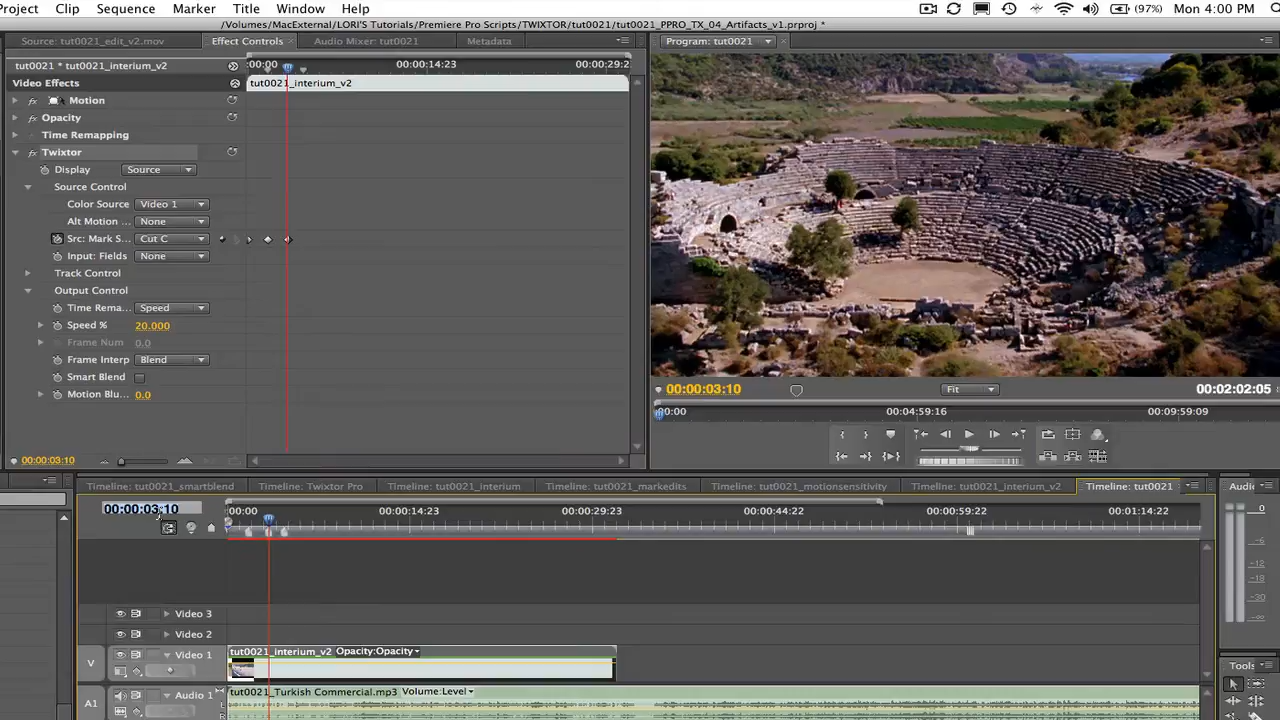 Project Clip Sequence Marker Title Window Help (97%) Mon 4:00 PM
/Volumes/MacExternal/LORI'S Tutorials/Premiere Pro Scripts/TWIXTOR/tut0021/tut0021_PPRO_TX_04_Artifacts_v1.prproj *
Source: tut0021_edit_v2.mov Effect Controls Audio Mixer: tut0021 Metadata Program: tut0021
tut0021 * tut0021_interium_v2 00:00 00:00:14:23 00:00:29:2
Video Effects tut0021_interium_v2
Motion
Opacity
Time Remapping
Twixtor
Display Source
Source Control
Color Source Video 1
Alt Motion ... None
Src: Mark S... Cut C
Input: Fields None
Track Control
Output Control
Time Rema... Speed
Speed % 20.000
Frame Num 0.0
Frame Interp Blend
Smart Blend
Motion Blu... 0.0
00:00:03:10 Fit 00:02:02:05
00:00 00:04:59:16 00:09:59:09
00:00:03:10
Timeline: tut0021_smartblend Timeline: Twixtor Pro Timeline: tut0021_interium Timeline: tut0021_markedits Timeline: tut0021_motionsensitivity Timeline: tut0021_interium_v2 Timeline: tut0021 Audio
00:00:03:10 00:00 00:00:14:23 00:00:29:23 00:00:44:22 00:00:59:22 00:01:14:22
0
-6
-12
-18
-30
Video 3
Video 2
V Video 1 tut0021_interium_v2 Opacity:Opacity
Tools
A1 Audio 1 tut0021_Turkish Commercial.mp3 Volume:Level